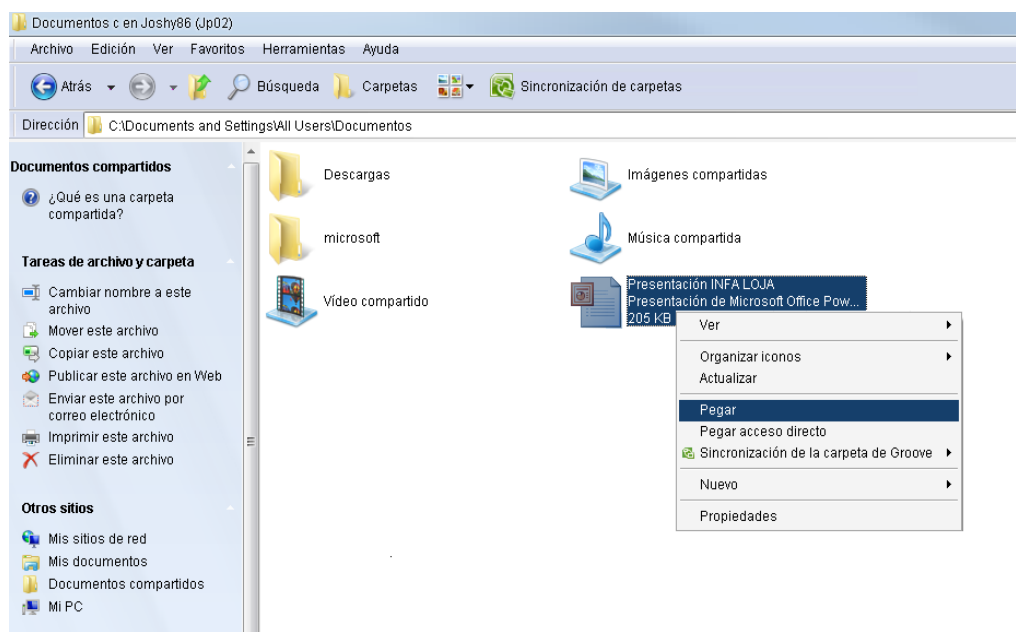 Documentos c en Joshy86 (Jp02)
Archivo Edición Ver Favoritos Herramientas Ayuda
Atrás Búsqueda Carpetas Sincronización de carpetas
Dirección C:\Documents and Settings\All Users\Documentos
Documentos compartidos
¿Qué es una carpeta
compartida?
Tareas de archivo y carpeta
Cambiar nombre a este
archivo
Mover este archivo
Copiar este archivo
Publicar este archivo en Web
Enviar este archivo por
correo electrónico
Imprimir este archivo
Eliminar este archivo
Otros sitios
Mis sitios de red
Mis documentos
Documentos compartidos
Mi PC
Descargas
Imágenes compartidas
microsoft
Música compartida
Vídeo compartido
Presentación INFA LOJA
Presentación de Microsoft Office Pow...
205 KB
Ver
Organizar iconos
Actualizar
Pegar
Pegar acceso directo
Sincronización de la carpeta de Groove
Nuevo
Propiedades